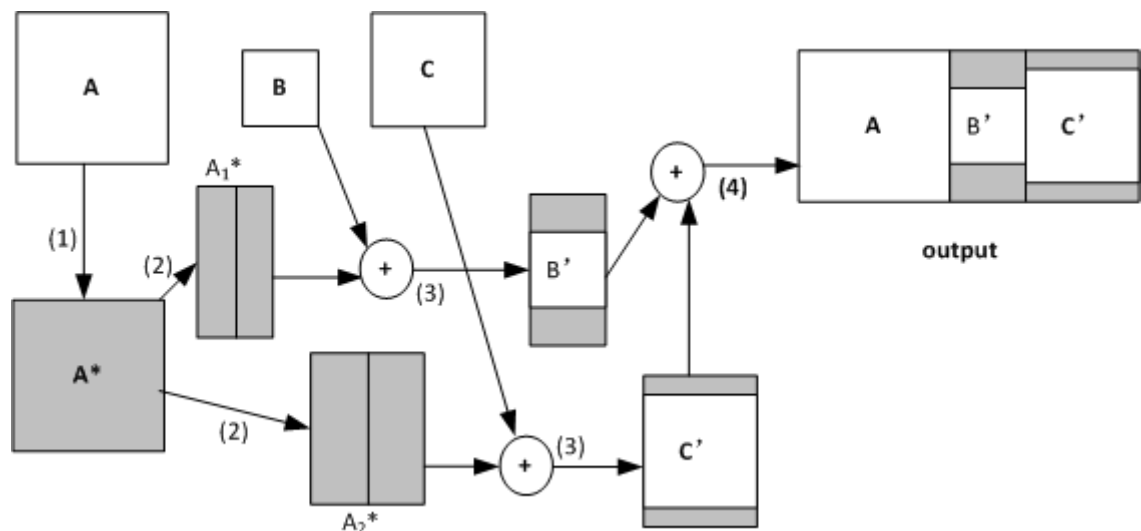 A
B
C
A
B’
C’
A₁*
+
(4)
(1)
(2)
output
+
B’
(3)
A*
(2)
(3)
+
C’
A₂*